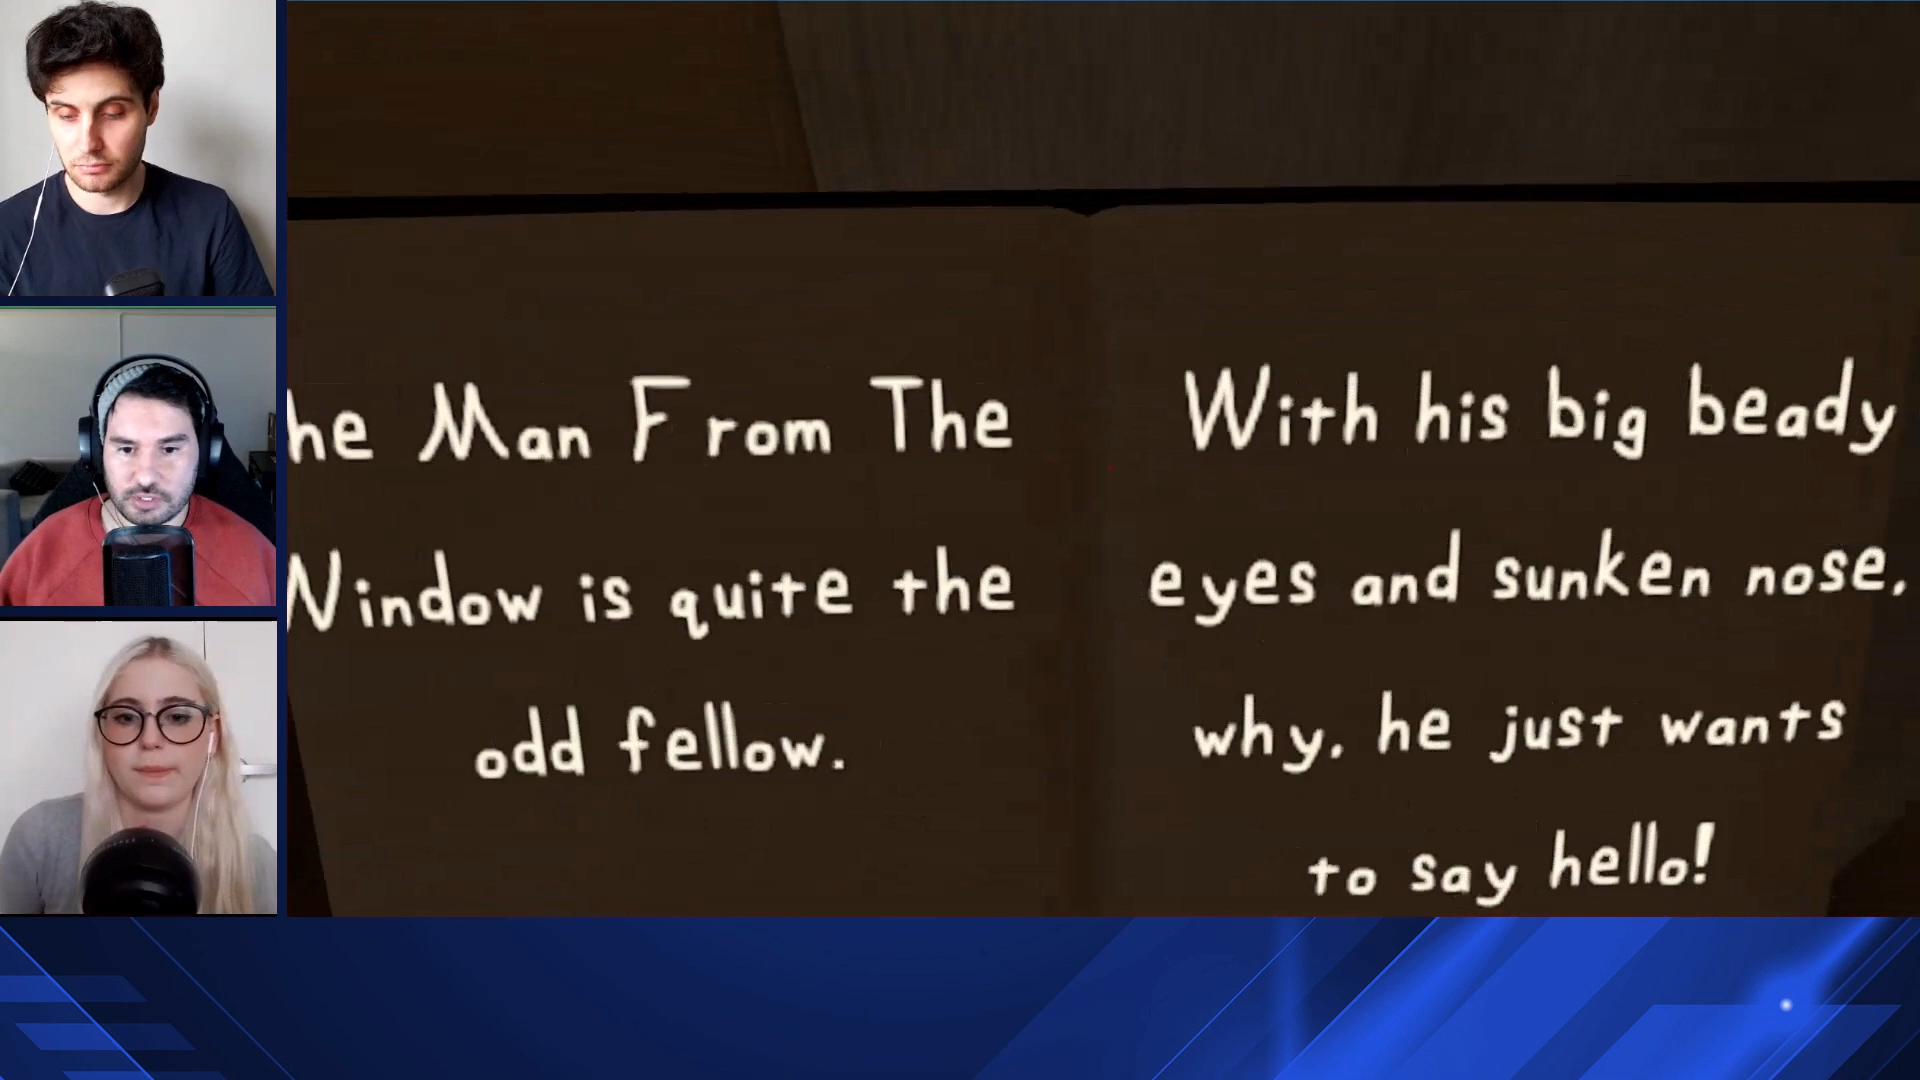 he Man From The
Window is quite the
odd fellow.
With his big beady
eyes and sunken nose,
why, he just wants
to say hello!